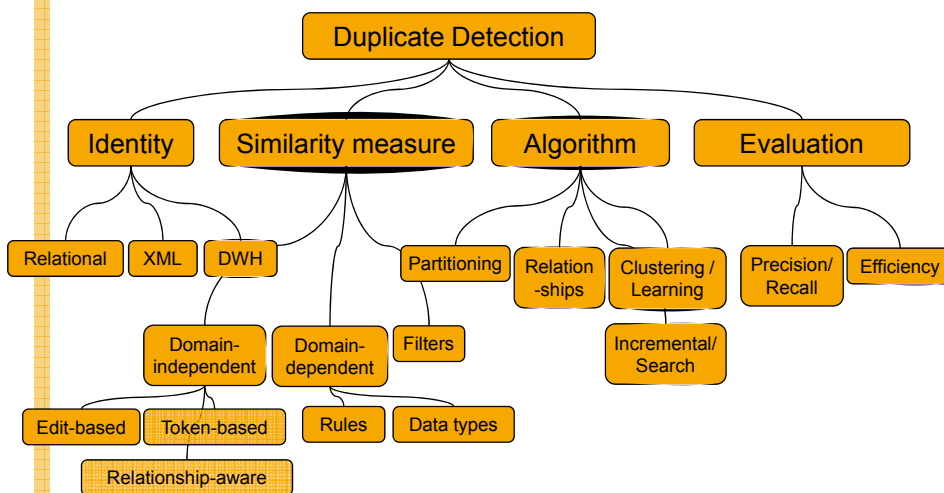 Duplicate Detection
Identity
Similarity measure
Algorithm
Evaluation
Relational
XML
DWH
Partitioning
Relation
-ships
Clustering /
Learning
Precision/
Recall
Efficiency
Domain-
independent
Domain-
dependent
Filters
Incremental/
Search
Edit-based
Token-based
Rules
Data types
Relationship-aware